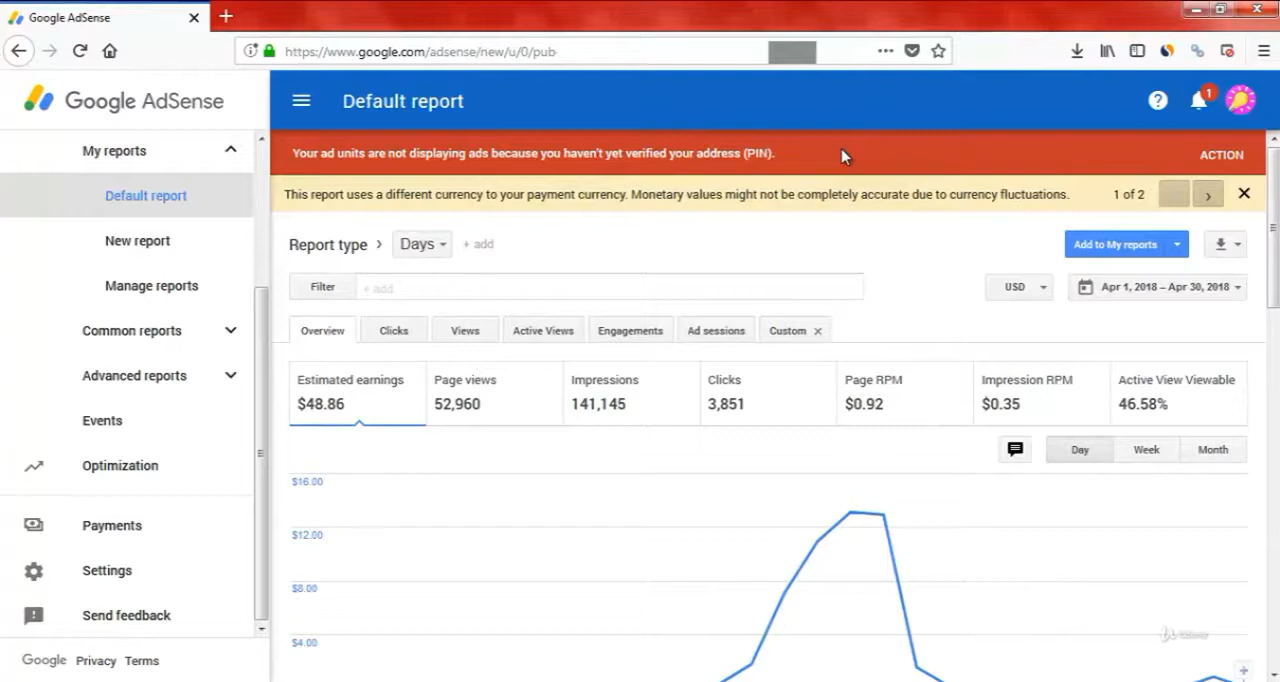 Google AdSense
https://www.google.com/adsense/new/u/0/pub-
Google AdSense
Default report
1
My reports
Your ad units are not displaying ads because you haven't yet verified your address (PIN).
ACTION
Default report
This report uses a different currency to your payment currency. Monetary values might not be completely accurate due to currency fluctuations.
1 of 2
New report
Report type
Days
+ add
Add to My reports
Manage reports
Filter
+ add
USD
Apr 1, 2018 – Apr 30, 2018
Common reports
Overview
Clicks
Views
Active Views
Engagements
Ad sessions
Custom
Advanced reports
Estimated earnings
$48.86
Page views
52,960
Impressions
141,145
Clicks
3,851
Page RPM
$0.92
Impression RPM
$0.35
Active View Viewable
46.58%
Events
Optimization
Day
Week
Month
$16.00
Payments
$12.00
Settings
$8.00
Send feedback
$4.00
Udemy
Google
Privacy
Terms